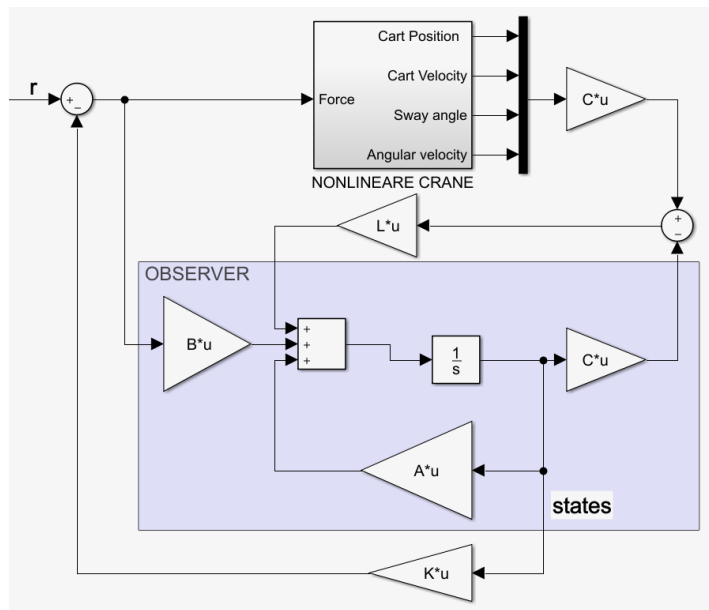 r
+
−
Force
Cart Position
Cart Velocity
Sway angle
Angular velocity
NONLINEARE CRANE
C*u
+
−
L*u
OBSERVER
B*u
+
+
+
1
s
C*u
A*u
states
K*u